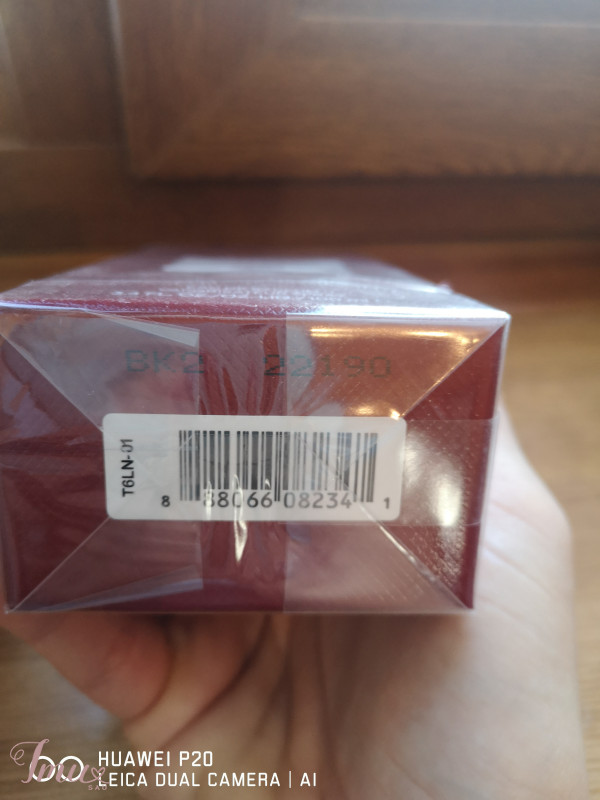 BK2 22190
T6LN-01
8 88066 08234 1
HUAWEI P20
LEICA DUAL CAMERA | AI